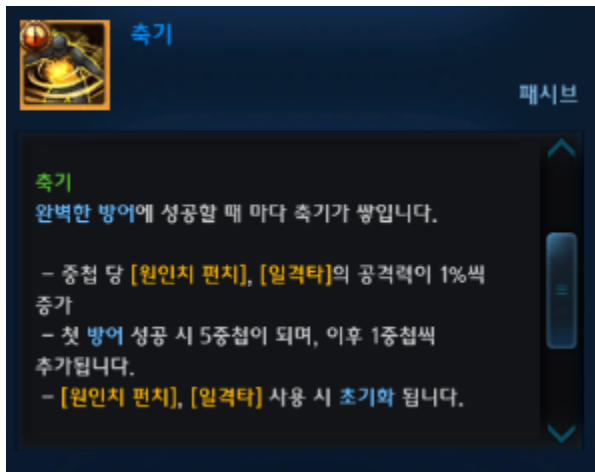 축기
패시브
축기
완벽한 방어에 성공할 때 마다 축기가 쌓입니다.
- 중첩 당 [원인치 펀치], [일격타]의 공격력이 1%씩
증가
- 첫 방어 성공 시 5중첩이 되며, 이후 1중첩씩
추가됩니다.
- [원인치 펀치], [일격타] 사용 시 초기화 됩니다.